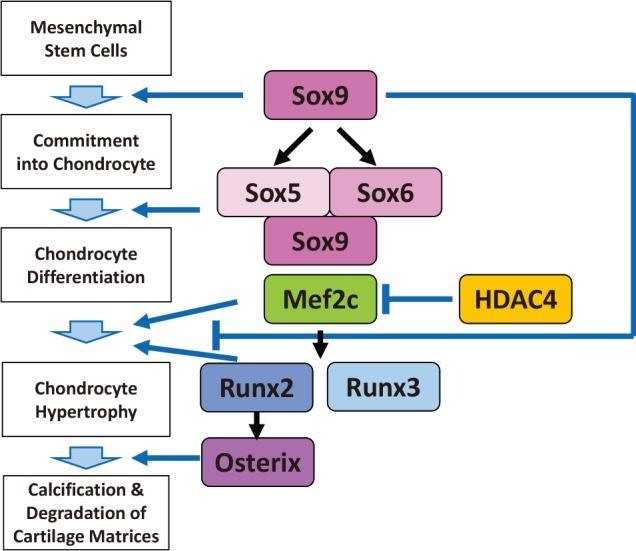 Mesenchymal
Stem Cells
Sox9
Commitment
into Chondrocyte
Sox5
Sox6
Sox9
Chondrocyte
Differentiation
Mef2c
HDAC4
Chondrocyte
Hypertrophy
Runx2
Runx3
Osterix
Calcification &
Degradation of
Cartilage Matrices